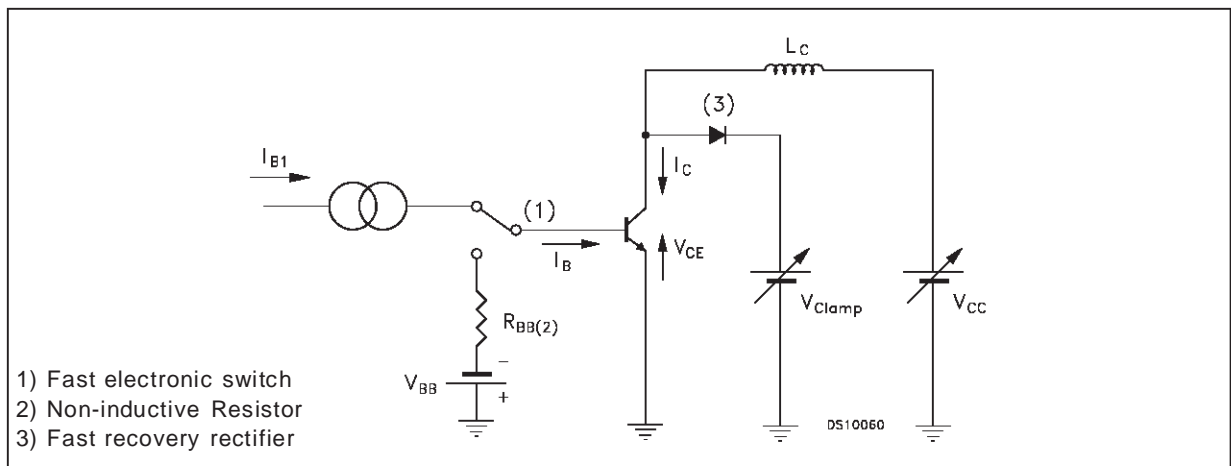 L_C
(3)
I_B1
I_C
(1)
I_B
V_CE
V_Clamp
V_CC
R_BB(2)
−
V_BB
+
1) Fast electronic switch
2) Non-inductive Resistor
3) Fast recovery rectifier
DS10060